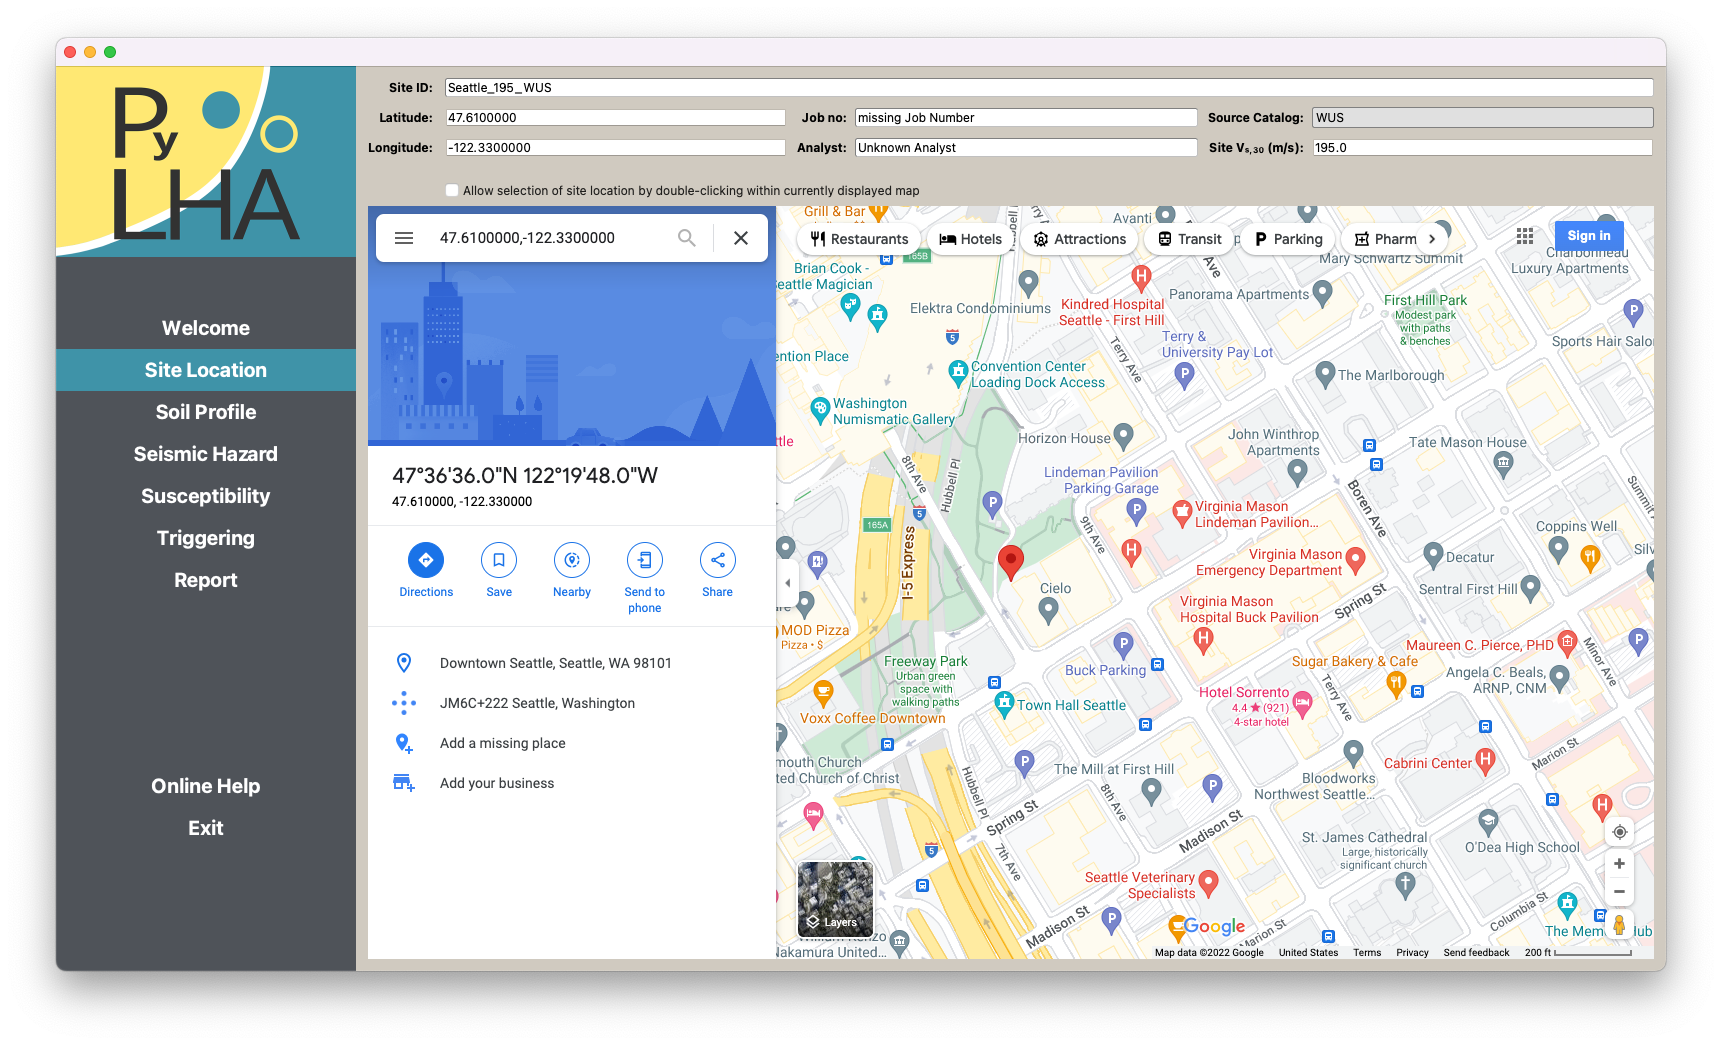 Py
LHA
Welcome
Site Location
Soil Profile
Seismic Hazard
Susceptibility
Triggering
Report
Online Help
Exit
Site ID: Seattle_195_WUS
Latitude: 47.6100000 Job no: missing Job Number Source Catalog: WUS
Longitude: -122.3300000 Analyst: Unknown Analyst Site Vs,30 (m/s): 195.0
Allow selection of site location by double-clicking within currently displayed map
47.6100000,-122.3300000
47°36'36.0"N 122°19'48.0"W
47.610000, -122.330000
Directions
Save
Nearby
Send to
phone
Share
Downtown Seattle, Seattle, WA 98101
JM6C+222 Seattle, Washington
Add a missing place
Add your business
Restaurants
Hotels
Attractions
Transit
Parking
Pharm
Sign in
Grill & Bar
Avanti
Hubbell
Terry Ave
165B
Brian Cook -
Seattle Magician
Elektra Condominiums
Kindred Hospital
Seattle - First Hill
Panorama Apartments
Mary Schwartz Summit
Charbonneau
Luxury Apartments
First Hill Park
Modest park
with paths
& benches
Sports Hair Salo
Terry &
University Pay Lot
Terry Ave
ention Place
Convention Center
Loading Dock Access
The Marlborough
Washington
Numismatic Gallery
ttle
Horizon House
John Winthrop
Apartments
Tate Mason House
8th Ave
Hubbell Pl
Lindeman Pavilion
Parking Garage
Boren Ave
Summit
165A
I-5 Express
9th Ave
Virginia Mason
Lindeman Pavilion...
Coppins Well
Virginia Mason
Emergency Department
Decatur
Silv
Cielo
Sentral First Hill
Virginia Mason
Hospital Buck Pavilion
Spring St
MOD Pizza
Pizza • $
Maureen C. Pierce, PHD
Minor Ave
Freeway Park
Urban green
space with
walking paths
Buck Parking
Sugar Bakery & Cafe
Angela C. Beals,
ARNP, CNM
Terry Ave
Hotel Sorrento
4.4 ★ (921)
4-star hotel
Voxx Coffee Downtown
Town Hall Seattle
mouth Church
ted Church of Christ
Hubbell Pl
The Mill at First Hill
8th Ave
Bloodworks
Northwest Seattle...
Cabrini Center
Marion St
Spring St
Madison St
St. James Cathedral
Large, historically
significant church
O'Dea High School
7th Ave
Seattle Veterinary
Specialists
Layers
Madison St
Marion St
Columbia St
The Mem
Hub
William Kenzo
Nakamura United...
Google
Map data ©2022 Google United States Terms Privacy Send feedback 200 ft